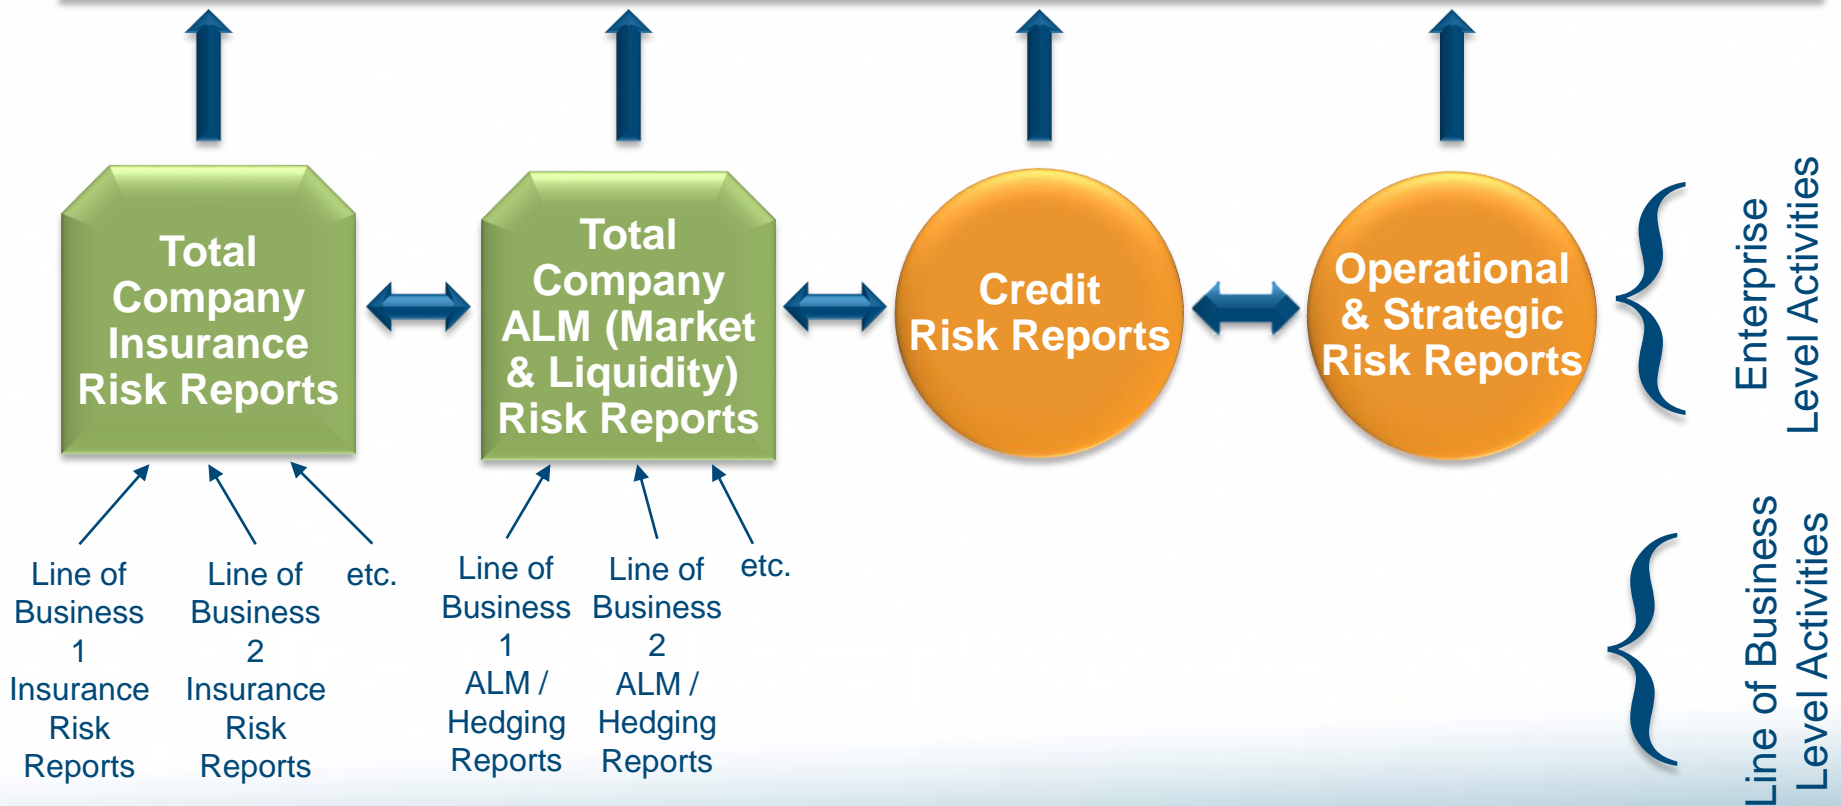 Total
Company
Insurance
Risk Reports
Total
Company
ALM (Market
& Liquidity)
Risk Reports
Credit
Risk Reports
Operational
& Strategic
Risk Reports
Enterprise
Level Activities
Line of
Business
1
Insurance
Risk
Reports
Line of
Business
2
Insurance
Risk
Reports
etc.
Line of
Business
1
ALM /
Hedging
Reports
Line of
Business
2
ALM /
Hedging
Reports
etc.
Line of Business
Level Activities